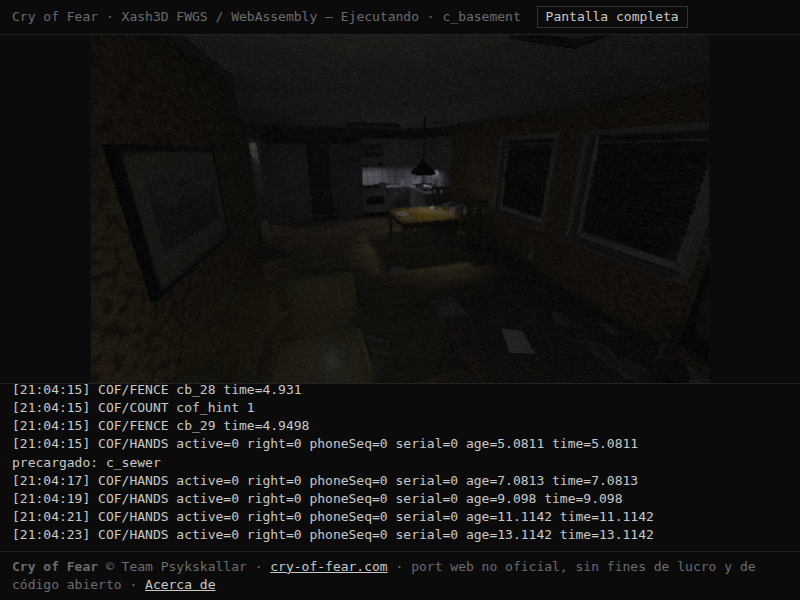 Cry of Fear · Xash3D FWGS / WebAssembly — Ejecutando · c_basement
Pantalla completa
[21:04:15] COF/FENCE cb_28 time=4.931
[21:04:15] COF/COUNT cof_hint 1
[21:04:15] COF/FENCE cb_29 time=4.9498
[21:04:15] COF/HANDS active=0 right=0 phoneSeq=0 serial=0 age=5.0811 time=5.0811
precargado: c_sewer
[21:04:17] COF/HANDS active=0 right=0 phoneSeq=0 serial=0 age=7.0813 time=7.0813
[21:04:19] COF/HANDS active=0 right=0 phoneSeq=0 serial=0 age=9.098 time=9.098
[21:04:21] COF/HANDS active=0 right=0 phoneSeq=0 serial=0 age=11.1142 time=11.1142
[21:04:23] COF/HANDS active=0 right=0 phoneSeq=0 serial=0 age=13.1142 time=13.1142
Cry of Fear © Team Psykskallar · cry-of-fear.com · port web no oficial, sin fines de lucro y de
código abierto · Acerca de